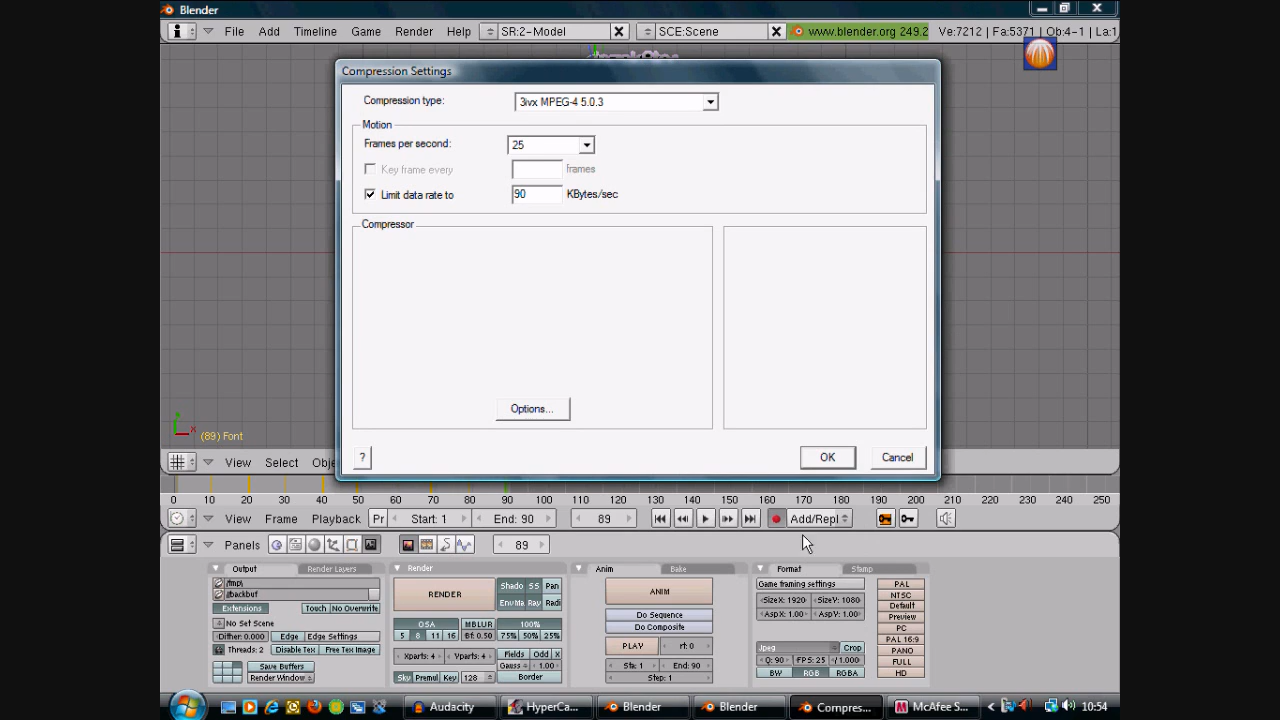 Blender
File Add Timeline Game Render Help SR:2-Model SCE:Scene www.blender.org 249.2 Ve:7212 | Fa:5371 | Ob:4-1 | La:1
Compression Settings
Compression type: 3ivx MPEG-4 5.0.3
Motion
Frames per second: 25
Key frame every frames
Limit data rate to 90 KBytes/sec
Compressor
Options...
? OK Cancel
x (89) Font
View Select Obje
0 10 20 30 40 50 60 70 80 90 100 110 120 130 140 150 160 170 180 190 200 210 220 230 240 250
View Frame Playback Pr Start: 1 End: 90 89 Add/Repl
Panels 89
Output Render Layers Render Anim Bake Format Stamp
/tmp\
//backbuf
Extensions Touch No Overwrite
No Set Scene
Dither: 0.000 Edge Edge Settings
Threads: 2 Disable Tex Free Tex Image
Save Buffers
Render Window
RENDER Shado SS Pan
EnvMa Ray Radi
OSA MBLUR 100%
5 8 11 16 Bf: 0.50 75% 50% 25%
Xparts: 4 Yparts: 4 Fields Odd X
Gauss 1.00
Sky Premul Key 128 Border
ANIM
Do Sequence
Do Composite
PLAY rt: 0
Sta: 1 End: 90
Step: 1
Game framing settings
SizeX: 1920 SizeY: 1080
AspX: 1.00 AspY: 1.00
Jpeg Crop
Q: 90 FPS: 25 /1.000
BW RGB RGBA
PAL
NTSC
Default
Preview
PC
PAL 16:9
PANO
FULL
HD
Audacity HyperCa... Blender Blender Compres... McAfee S... 10:54